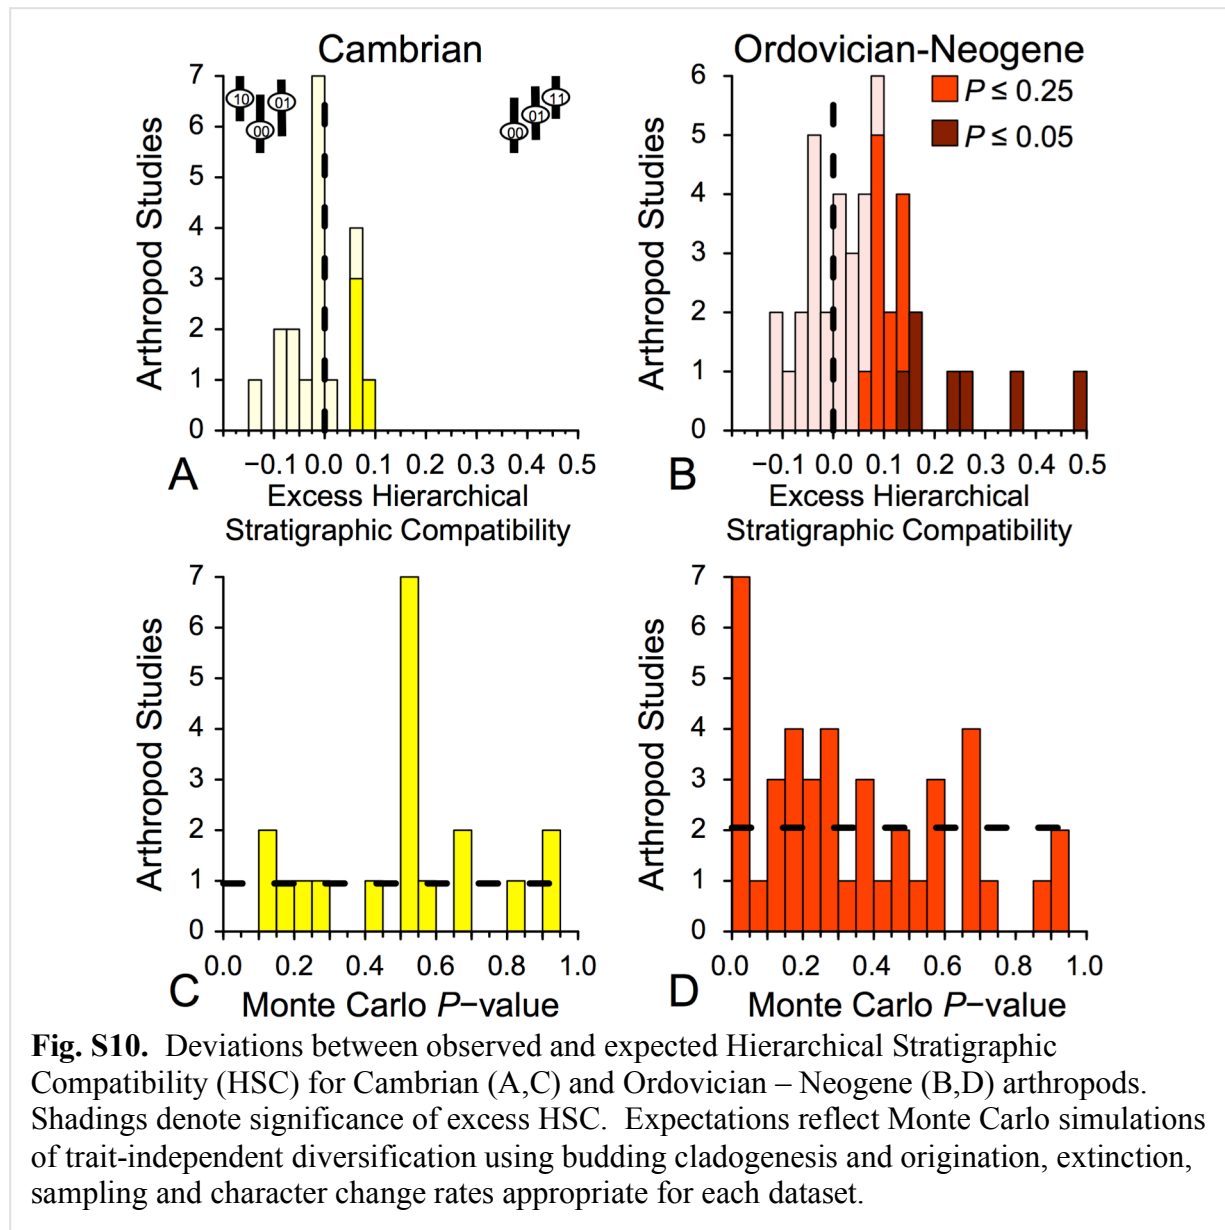 Cambrian
Ordovician-Neogene
7
6
5
4
3
2
1
0
Arthropod Studies
10
00
01
00
01
11
−0.1 0.0 0.1 0.2 0.3 0.4 0.5
A
Excess Hierarchical
Stratigraphic Compatibility
6
5
4
3
2
1
0
Arthropod Studies
P ≤ 0.25
P ≤ 0.05
−0.1 0.0 0.1 0.2 0.3 0.4 0.5
B
Excess Hierarchical
Stratigraphic Compatibility
7
6
5
4
3
2
1
0
Arthropod Studies
0.0 0.2 0.4 0.6 0.8 1.0
C
Monte Carlo P−value
7
6
5
4
3
2
1
0
Arthropod Studies
0.0 0.2 0.4 0.6 0.8 1.0
D
Monte Carlo P−value
Fig. S10. Deviations between observed and expected Hierarchical Stratigraphic
Compatibility (HSC) for Cambrian (A,C) and Ordovician – Neogene (B,D) arthropods.
Shadings denote significance of excess HSC. Expectations reflect Monte Carlo simulations
of trait-independent diversification using budding cladogenesis and origination, extinction,
sampling and character change rates appropriate for each dataset.